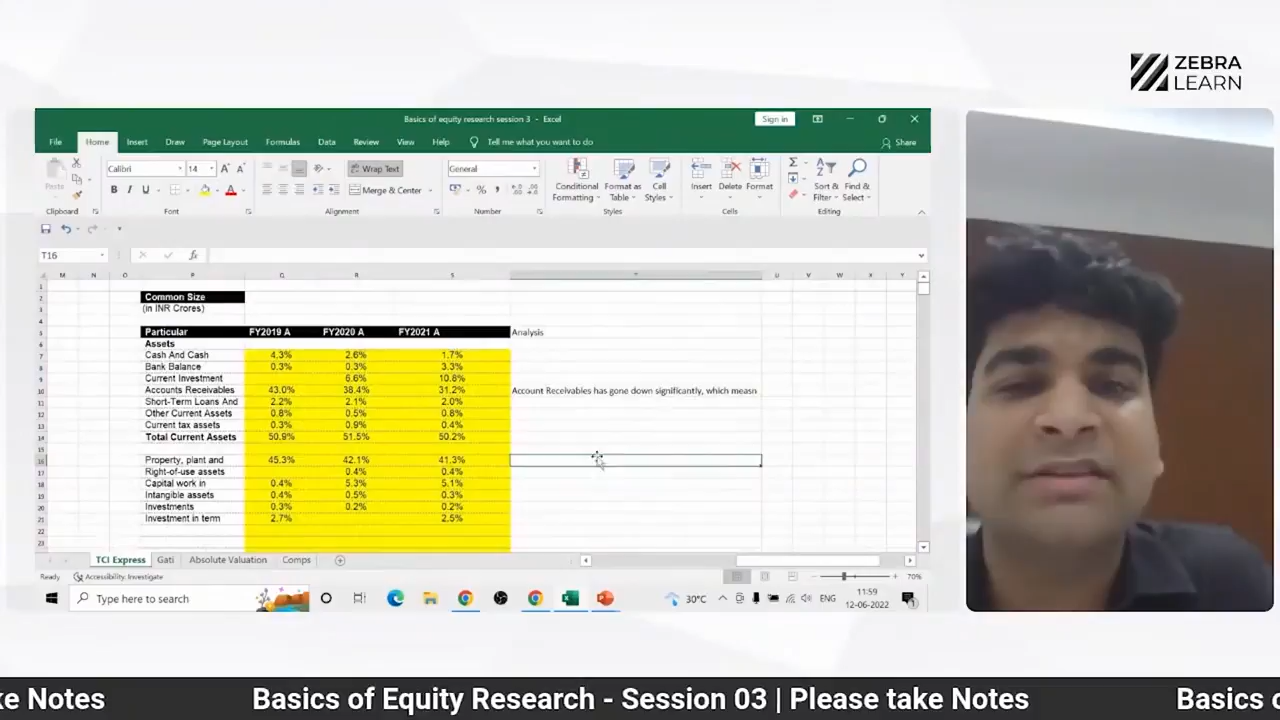 ZEBRA
LEARN
Basics of equity research session 3 - Excel
Sign in
File Home Insert Draw Page Layout Formulas Data Review View Help Tell me what you want to do Share
Calibri 14 Wrap Text General
Paste B I U Merge & Center Conditional Formatting Format as Table Cell Styles Insert Delete Format Sort & Filter Find & Select
Clipboard Font Alignment Number Styles Cells Editing
T16 fx
M N O P Q R S T U V W X Y
Common Size
(in INR Crores)
Particular FY2019 A FY2020 A FY2021 A Analysis
Assets
Cash And Cash 4.3% 2.6% 1.7%
Bank Balance 0.3% 0.3% 3.3%
Current Investment 6.6% 10.8%
Accounts Receivables 43.0% 38.4% 31.2% Account Receivables has gone down significantly, which measn
Short-Term Loans And 2.2% 2.1% 2.0%
Other Current Assets 0.8% 0.5% 0.8%
Current tax assets 0.3% 0.9% 0.4%
Total Current Assets 50.9% 51.5% 50.2%
Property, plant and 45.3% 42.1% 41.3%
Right-of-use assets 0.4% 0.4%
Capital work in 0.4% 5.3% 5.1%
Intangible assets 0.4% 0.5% 0.3%
Investments 0.3% 0.2% 0.2%
Investment in term 2.7% 2.5%
TCI Express Gati Absolute Valuation Comps
Ready Accessibility: Investigate 70%
Type here to search 30°C ENG 11:59
12-06-2022
ke Notes Basics of Equity Research - Session 03 | Please take Notes Basics